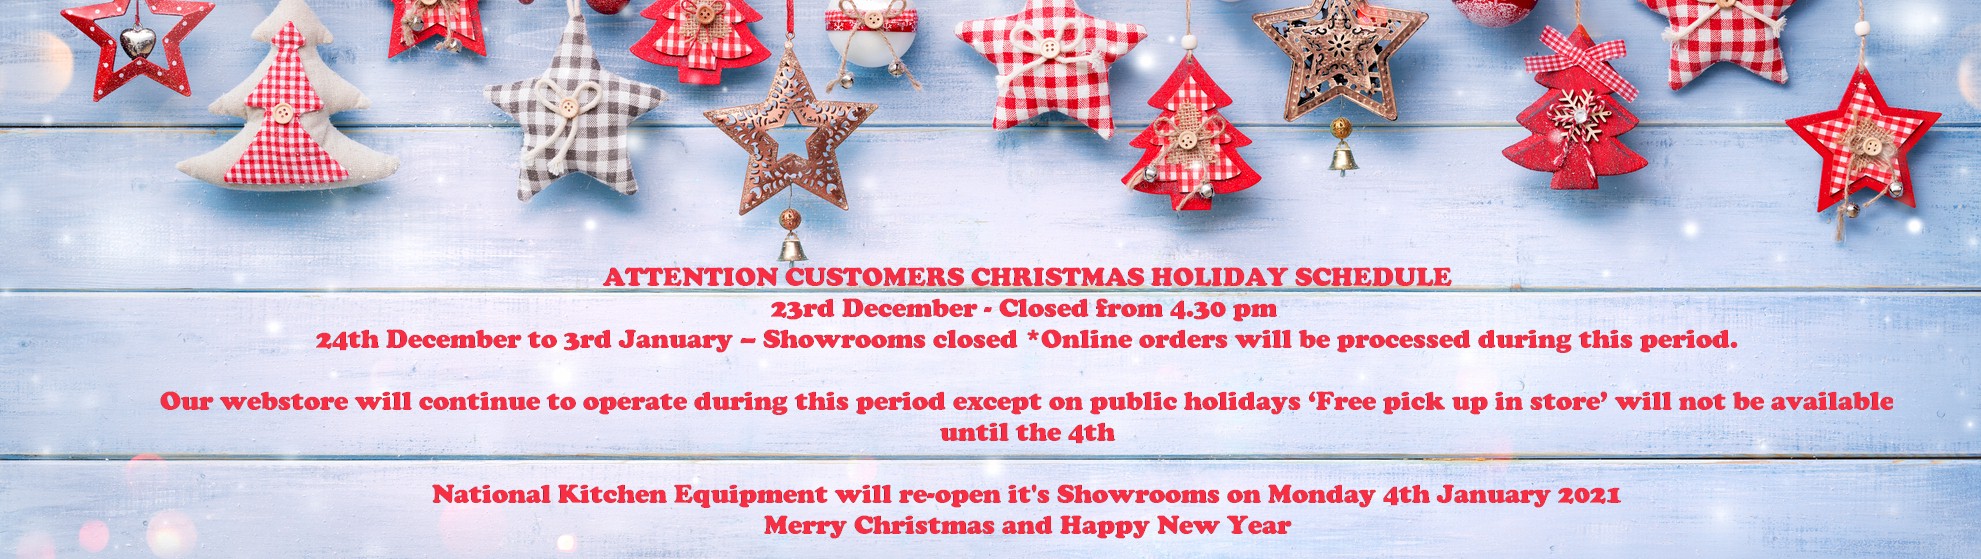 ATTENTION CUSTOMERS CHRISTMAS HOLIDAY SCHEDULE
23rd December - Closed from 4.30 pm
24th December to 3rd January – Showrooms closed *Online orders will be processed during this period.
Our webstore will continue to operate during this period except on public holidays ‘Free pick up in store’ will not be available
until the 4th
National Kitchen Equipment will re-open it's Showrooms on Monday 4th January 2021
Merry Christmas and Happy New Year